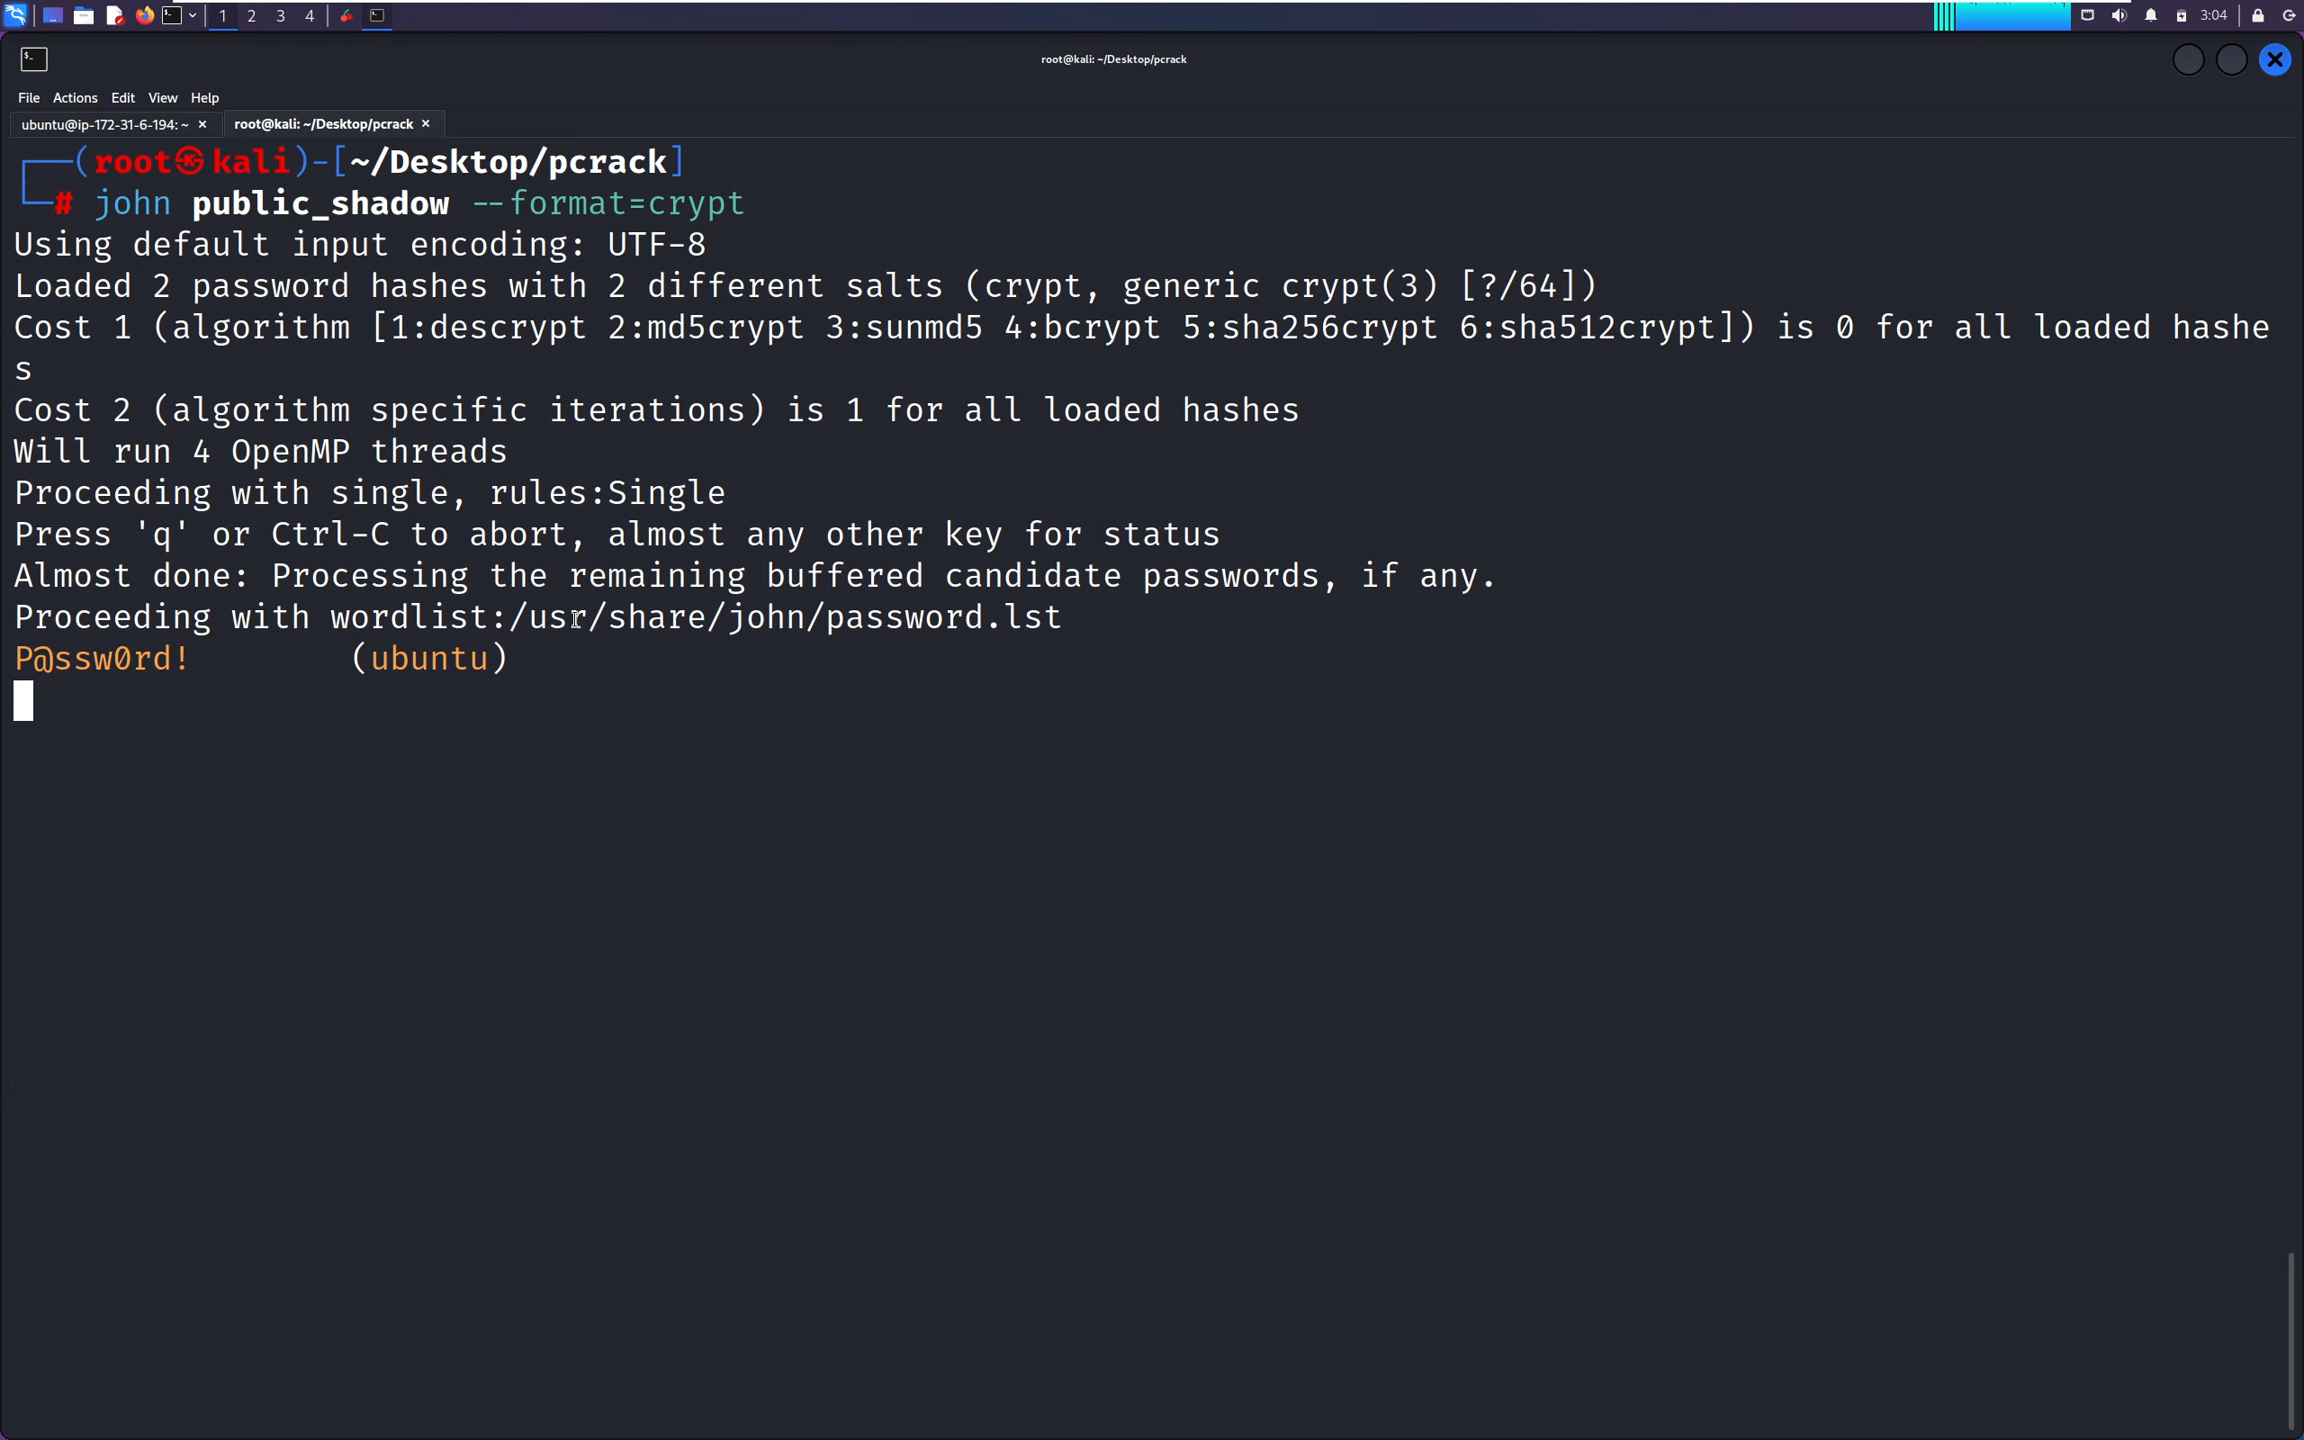 1 2 3 4 3:04
root@kali: ~/Desktop/pcrack
File Actions Edit View Help
ubuntu@ip-172-31-6-194: ~ × root@kali: ~/Desktop/pcrack ×
┌──(root㉿kali)-[~/Desktop/pcrack]
└─# john public_shadow --format=crypt
Using default input encoding: UTF-8
Loaded 2 password hashes with 2 different salts (crypt, generic crypt(3) [?/64])
Cost 1 (algorithm [1:descrypt 2:md5crypt 3:sunmd5 4:bcrypt 5:sha256crypt 6:sha512crypt]) is 0 for all loaded hashe
s
Cost 2 (algorithm specific iterations) is 1 for all loaded hashes
Will run 4 OpenMP threads
Proceeding with single, rules:Single
Press 'q' or Ctrl-C to abort, almost any other key for status
Almost done: Processing the remaining buffered candidate passwords, if any.
Proceeding with wordlist:/usr/share/john/password.lst
P@ssw0rd! (ubuntu)